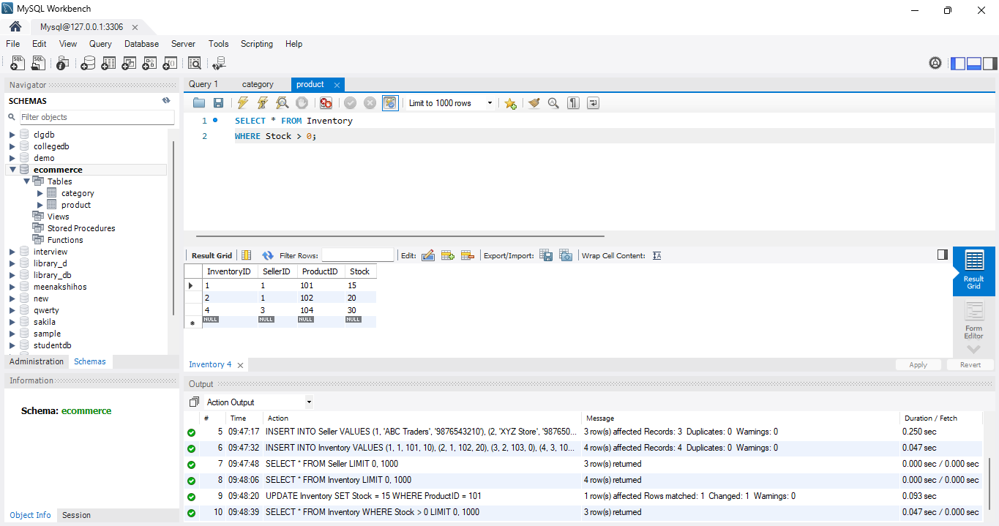 MySQL Workbench
Mysql@127.0.0.1:3306
File Edit View Query Database Server Tools Scripting Help
Navigator
SCHEMAS
Filter objects
clgdb
collegedb
demo
ecommerce
Tables
category
product
Views
Stored Procedures
Functions
interview
library_d
library_db
meenakshihos
new
qwerty
sakila
sample
studentdb
Administration Schemas
Information
Schema: ecommerce
Object Info Session
Query 1 category product
Limit to 1000 rows
1 SELECT * FROM Inventory
2 WHERE Stock > 0;
Result Grid Filter Rows: Edit: Export/Import: Wrap Cell Content:
InventoryID SellerID ProductID Stock
1 1 101 15
2 1 102 20
4 3 104 30
NULL NULL NULL NULL
Result Grid
Form Editor
Inventory 4 Apply Revert
Output
Action Output
# Time Action Message Duration / Fetch
5 09:47:17 INSERT INTO Seller VALUES (1, 'ABC Traders', '9876543210'), (2, 'XYZ Store', '987650... 3 row(s) affected Records: 3 Duplicates: 0 Warnings: 0 0.250 sec
6 09:47:32 INSERT INTO Inventory VALUES (1, 1, 101, 10), (2, 1, 102, 20), (3, 2, 103, 0), (4, 3, 10... 4 row(s) affected Records: 4 Duplicates: 0 Warnings: 0 0.047 sec
7 09:47:48 SELECT * FROM Seller LIMIT 0, 1000 3 row(s) returned 0.000 sec / 0.000 sec
8 09:48:06 SELECT * FROM Inventory LIMIT 0, 1000 4 row(s) returned 0.000 sec / 0.000 sec
9 09:48:20 UPDATE Inventory SET Stock = 15 WHERE ProductID = 101 1 row(s) affected Rows matched: 1 Changed: 1 Warnings: 0 0.093 sec
10 09:48:39 SELECT * FROM Inventory WHERE Stock > 0 LIMIT 0, 1000 3 row(s) returned 0.047 sec / 0.000 sec